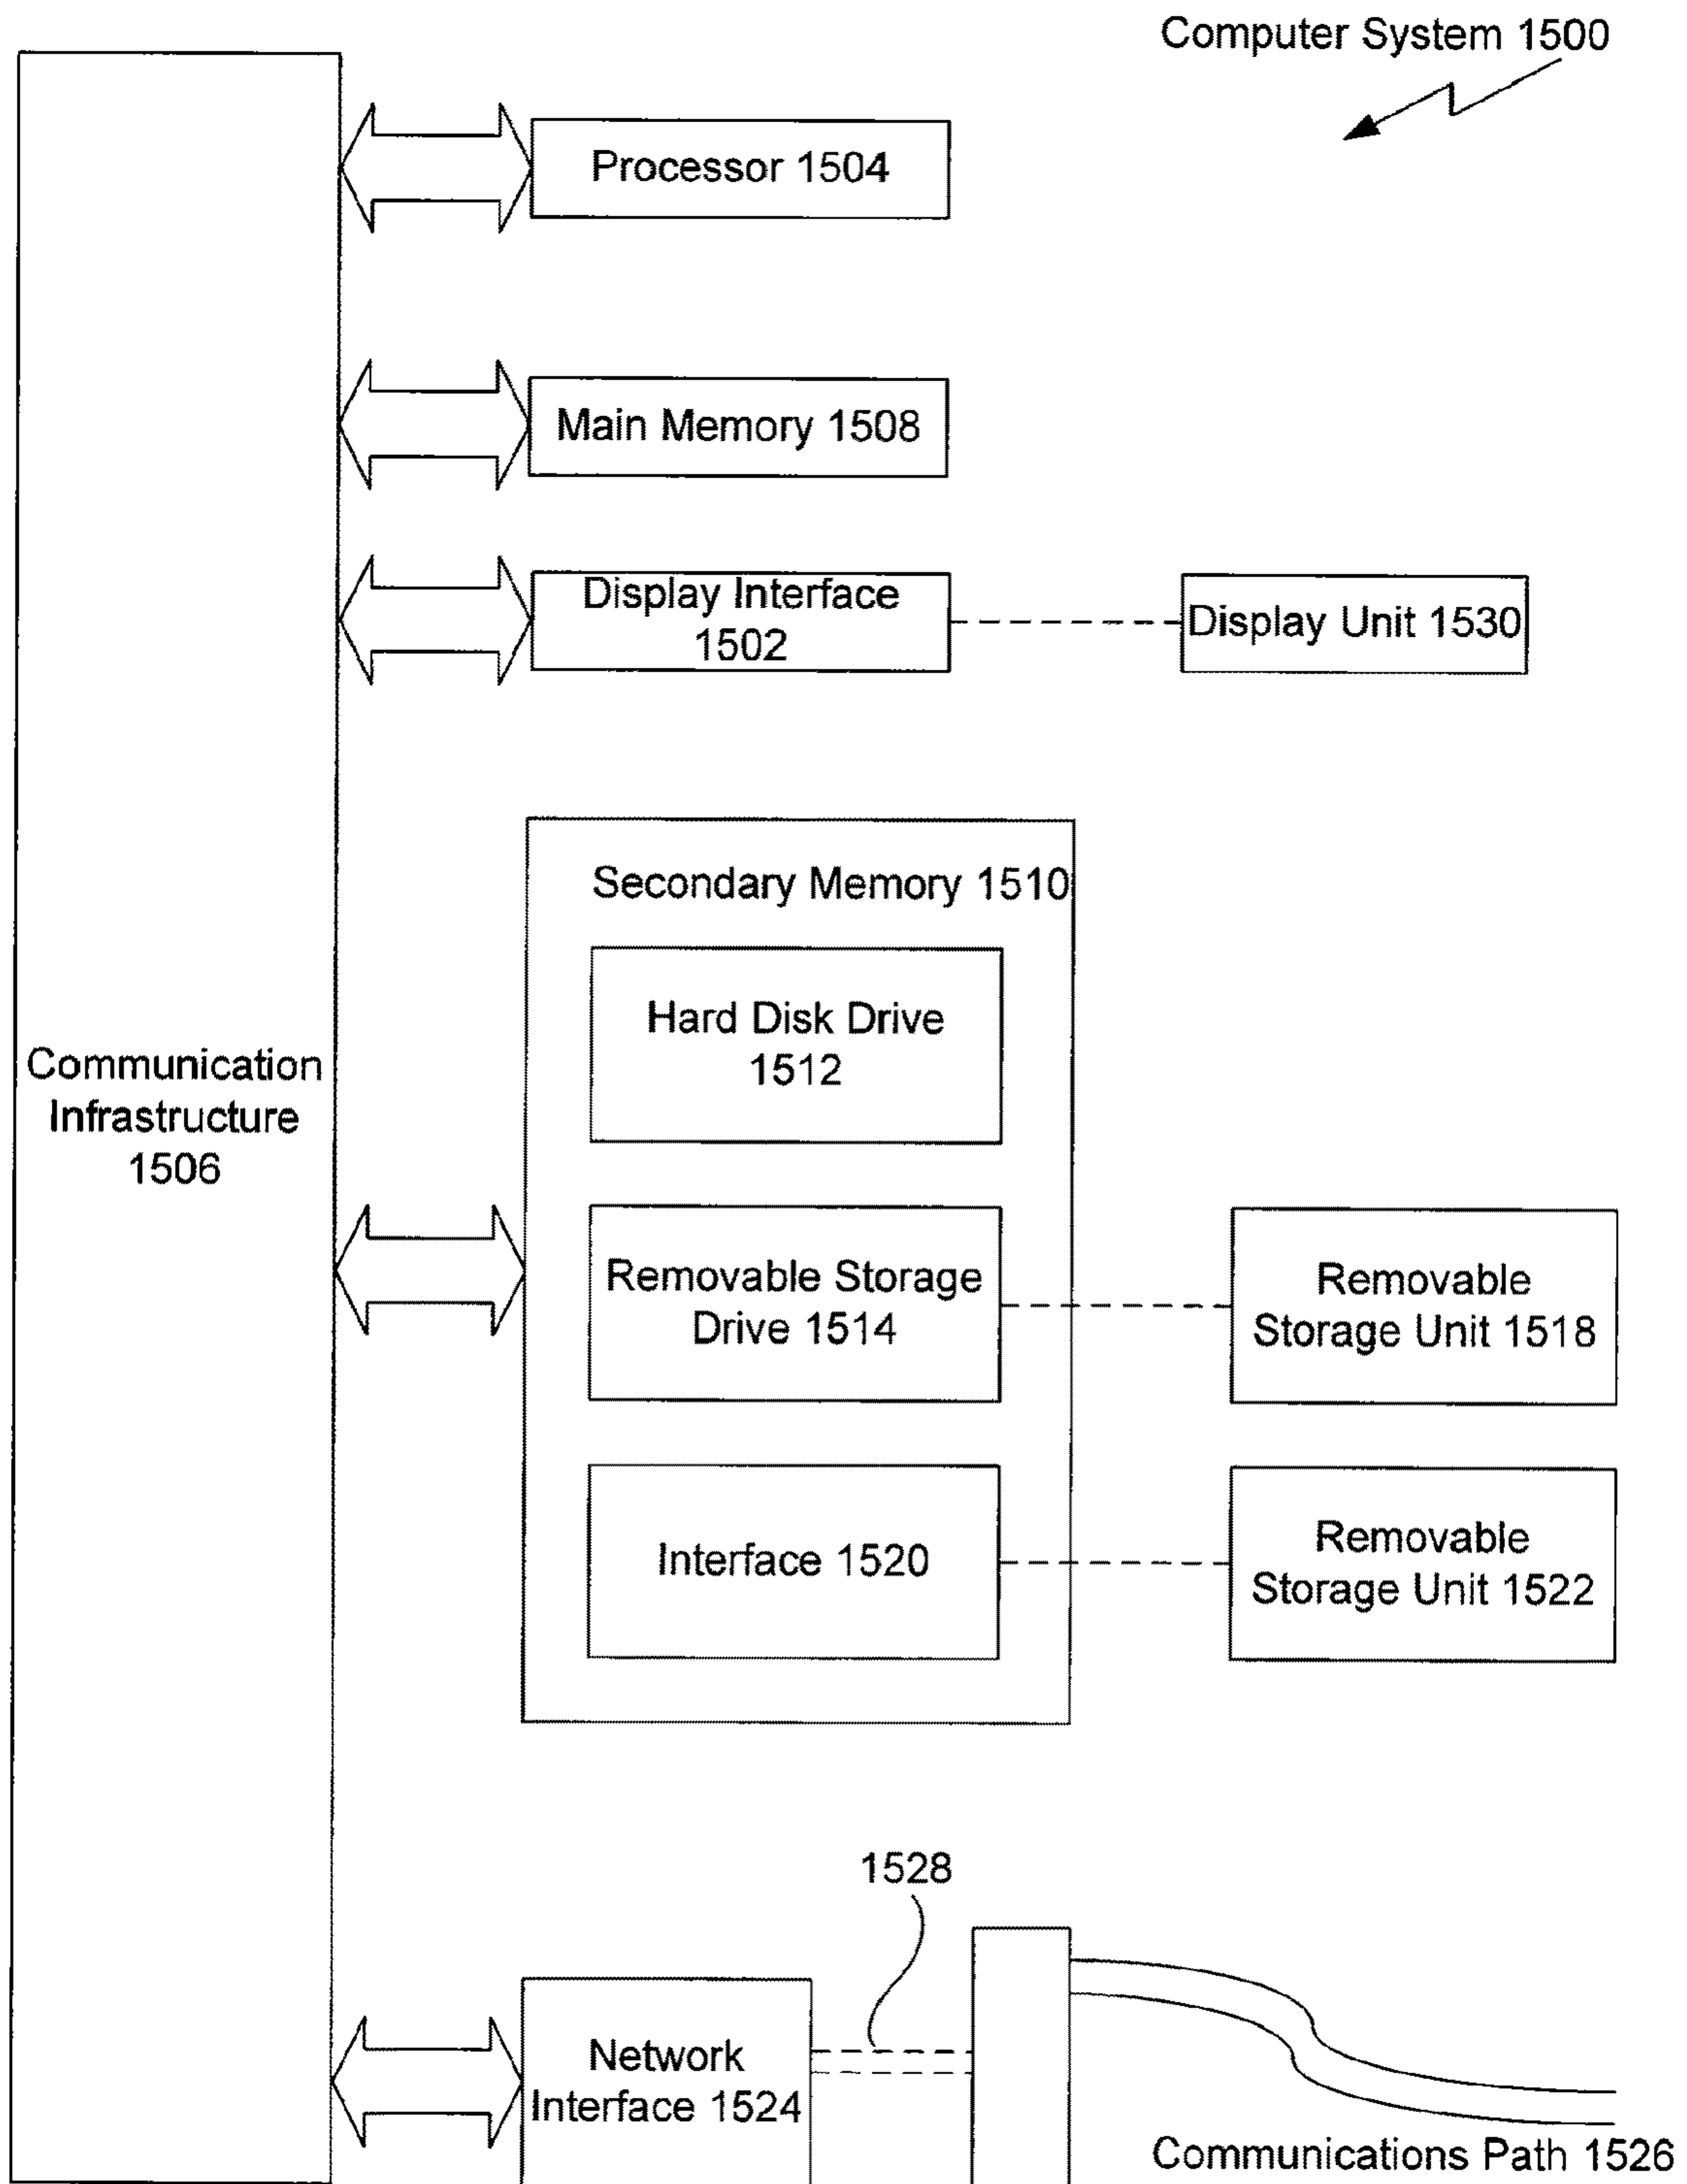 Computer System 1500
Processor 1504
Main Memory 1508
Display Interface
1502
Display Unit 1530
Secondary Memory 1510
Hard Disk Drive
1512
Communication
Infrastructure
1506
Removable Storage
Drive 1514
Removable
Storage Unit 1518
Interface 1520
Removable
Storage Unit 1522
1528
Network
Interface 1524
Communications Path 1526